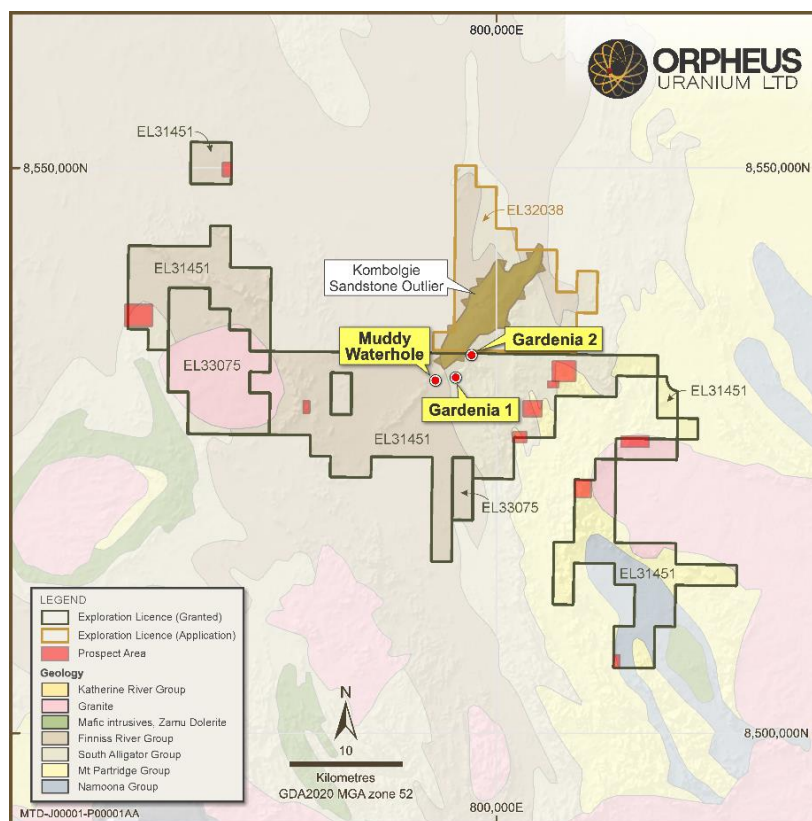 800,000E
ORPHEUS
URANIUM LTD
EL31451
8,550,000N
8,550,000N
EL32038
EL31451
Kombolgie
Sandstone Outlier
Muddy
Waterhole
Gardenia 2
EL33075
Gardenia 1
EL31451
EL31451
EL33075
EL31451
LEGEND
Exploration Licence (Granted)
Exploration Licence (Application)
Prospect Area
Geology
Katherine River Group
Granite
Mafic intrusives, Zamu Dolerite
Finniss River Group
South Alligator Group
Mt Partridge Group
Namoona Group
N
10
Kilometres
GDA2020 MGA zone 52
8,500,000N
MTD-J00001-P00001AA
800,000E